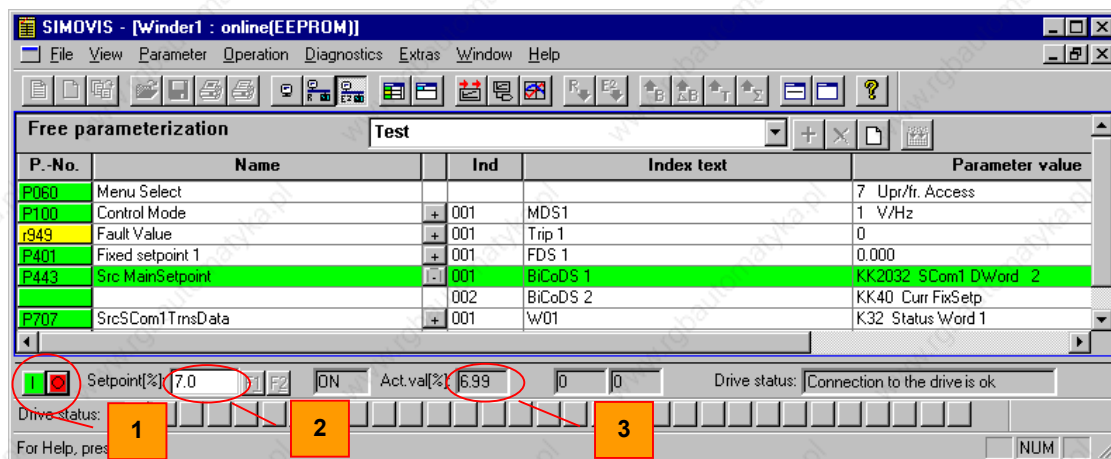 SIMOVIS - [Winder1 : online(EEPROM)]
File View Parameter Operation Diagnostics Extras Window Help
Free parameterization Test
P.-No. Name Ind Index text Parameter value
P060 Menu Select 7 Upr/fr. Access
P100 Control Mode + 001 MDS1 1 V/Hz
r949 Fault Value + 001 Trip 1 0
P401 Fixed setpoint 1 + 001 FDS 1 0.000
P443 Src MainSetpoint - 001 BiCoDS 1 KK2032 SCom1 DWord 2
002 BiCoDS 2 KK40 Curr FixSetp
P707 SrcSCom1TrnsData + 001 W01 K32 Status Word 1
I O Setpoint[%]: 7.0 F1 F2 ON Act.val[%]: 6.99 0 0 Drive status: Connection to the drive is ok
Drive status:
1 2 3
For Help, pres NUM
www.rgbautomatyka.pl